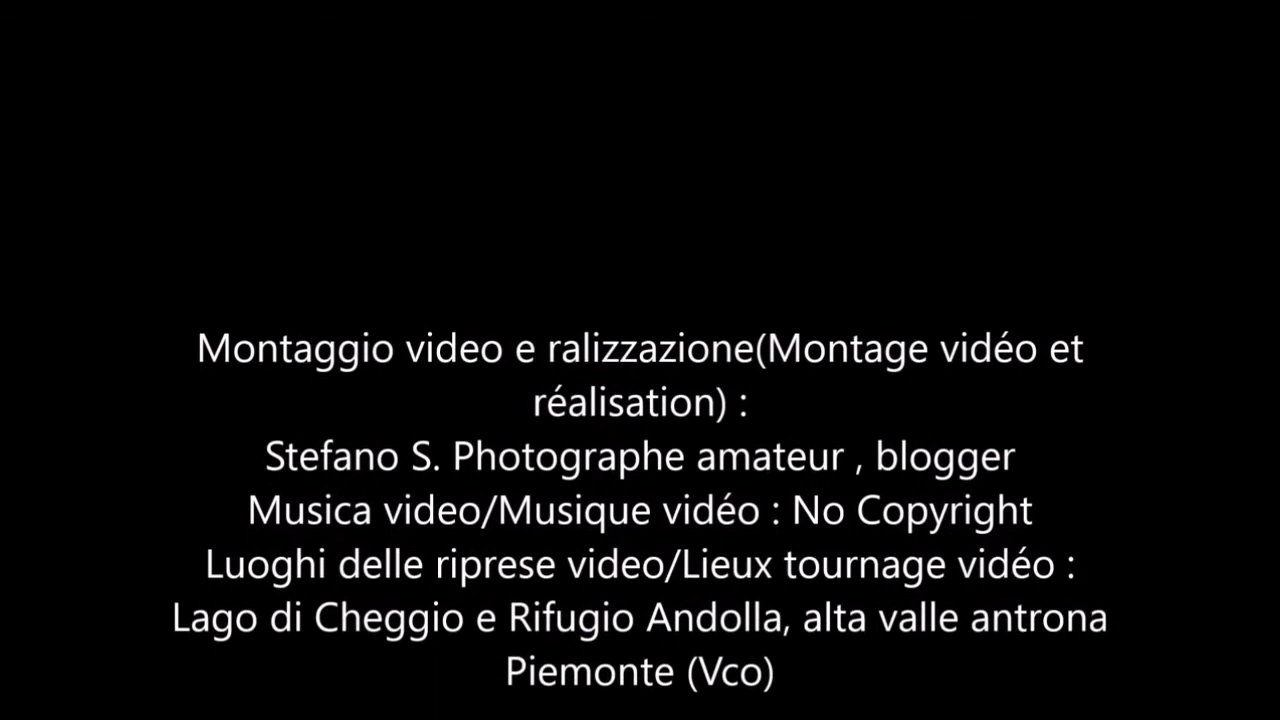 Montaggio video e ralizzazione(Montage vidéo et
réalisation) :
Stefano S. Photographe amateur , blogger
Musica video/Musique vidéo : No Copyright
Luoghi delle riprese video/Lieux tournage vidéo :
Lago di Cheggio e Rifugio Andolla, alta valle antrona
Piemonte (Vco)